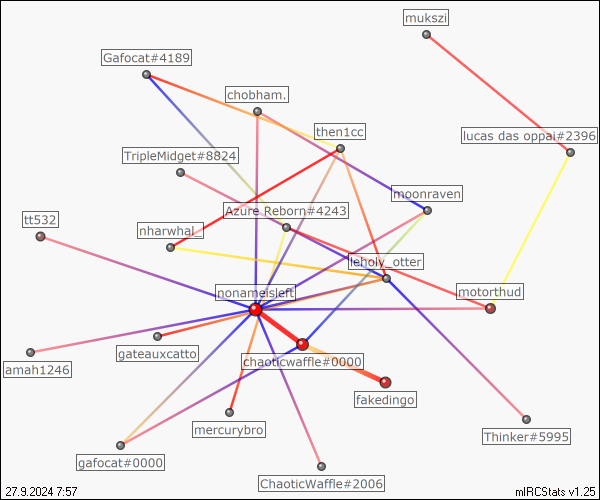 mukszi
Gafocat#4189
chobham.
then1cc
lucas das oppai#2396
TripleMidget#8824
moonraven
Azure Reborn#4243
tt532
nharwhal_
leholy_otter
nonameisleft
motorthud
gateauxcatto
chaoticwaffle#0000
amah1246
fakedingo
mercurybro
Thinker#5995
gafocat#0000
ChaoticWaffle#2006
27.9.2024 7:57
mIRCStats v1.25